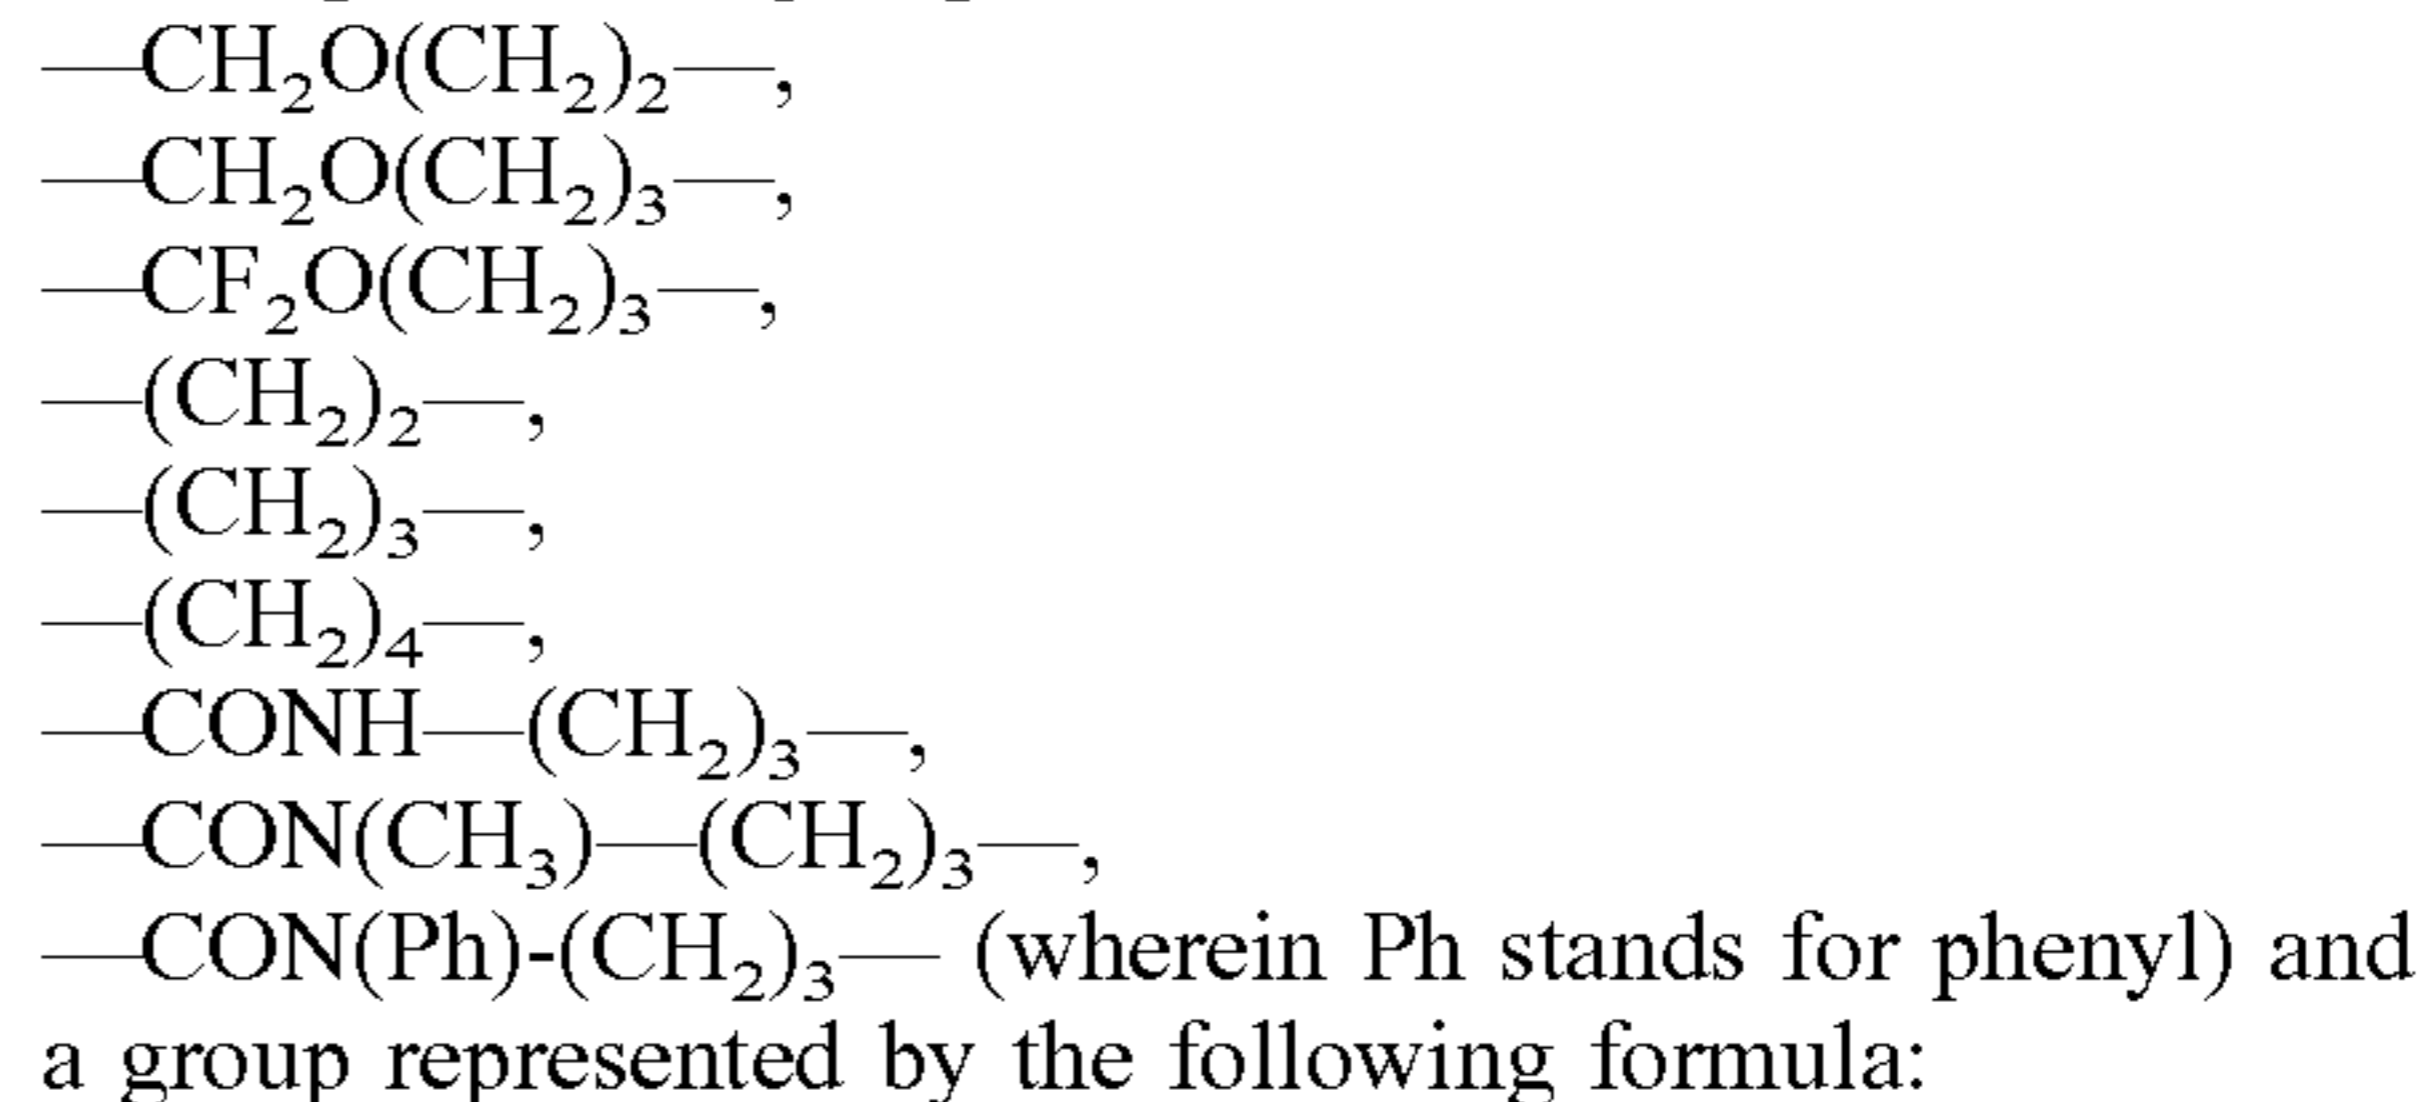 —CH₂O(CH₂)₂—,
—CH₂O(CH₂)₃—,
—CF₂O(CH₂)₃—,
—(CH₂)₂—,
—(CH₂)₃—,
—(CH₂)₄—,
—CONH—(CH₂)₃—,
—CON(CH₃)—(CH₂)₃—,
—CON(Ph)-(CH₂)₃— (wherein Ph stands for phenyl) and
a group represented by the following formula: